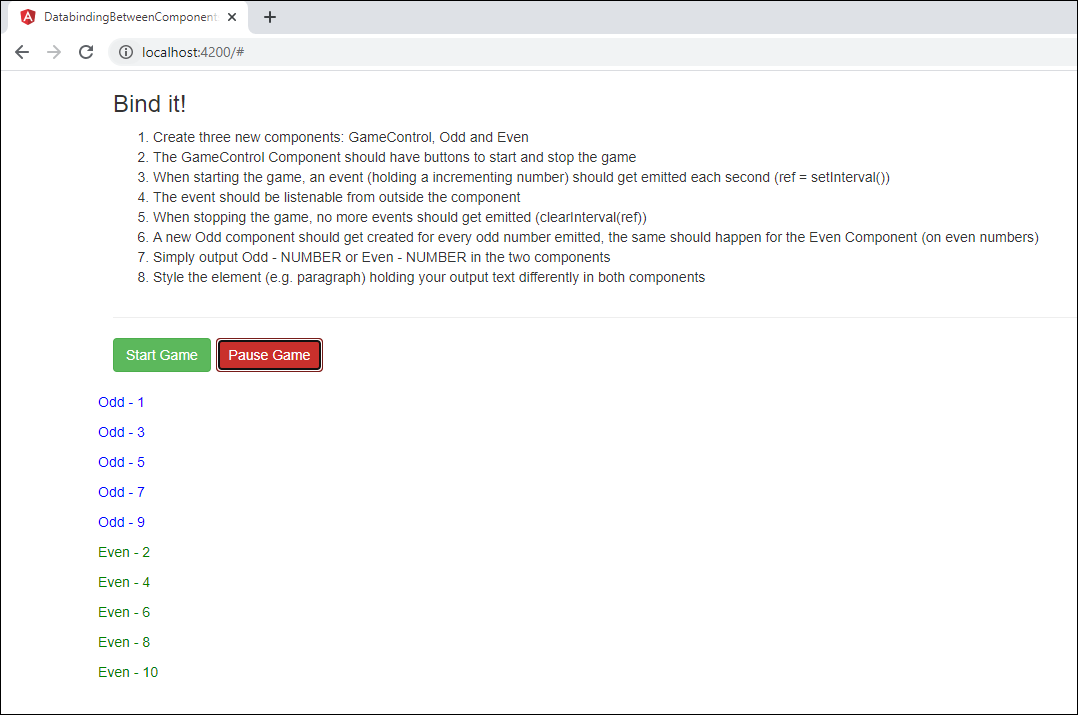 DatabindingBetweenComponent
localhost:4200/#
Bind it!
1. Create three new components: GameControl, Odd and Even
2. The GameControl Component should have buttons to start and stop the game
3. When starting the game, an event (holding a incrementing number) should get emitted each second (ref = setInterval())
4. The event should be listenable from outside the component
5. When stopping the game, no more events should get emitted (clearInterval(ref))
6. A new Odd component should get created for every odd number emitted, the same should happen for the Even Component (on even numbers)
7. Simply output Odd - NUMBER or Even - NUMBER in the two components
8. Style the element (e.g. paragraph) holding your output text differently in both components
Start Game Pause Game
Odd - 1
Odd - 3
Odd - 5
Odd - 7
Odd - 9
Even - 2
Even - 4
Even - 6
Even - 8
Even - 10